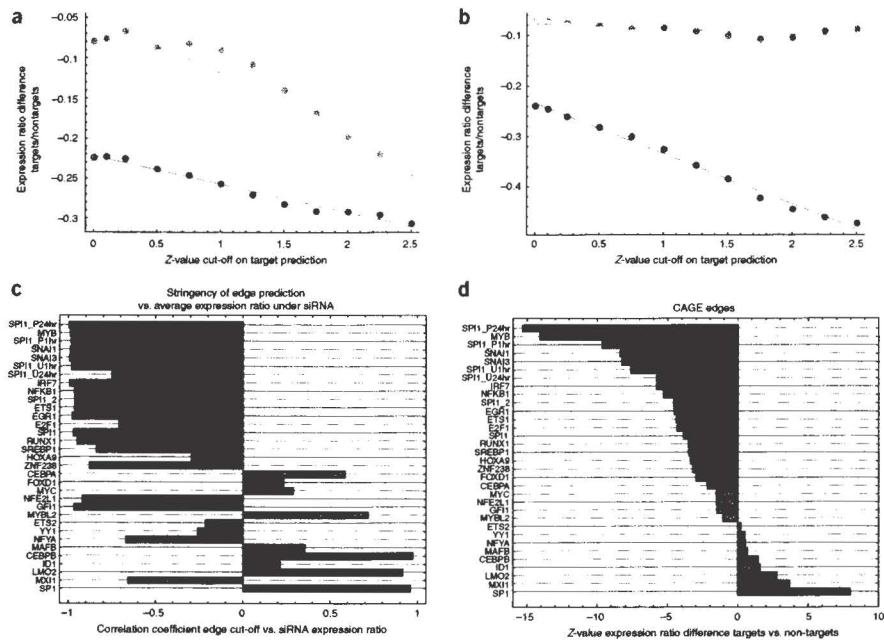 a
−0.05
−0.1
−0.15
−0.2
−0.25
−0.3
0
0.5
1
1.5
2
2.5
Expression ratio difference
targets/nontargets
Z-value cut-off on target prediction
b
−0.1
−0.2
−0.3
−0.4
0
0.5
1
1.5
2
2.5
Expression ratio difference
targets/nontargets
Z-value cut-off on target prediction
c
Stringency of edge prediction
vs. average expression ratio under siRNA
SPI1_P24hr
MYB
SPI1_P1hr
SNAI1
SNAI3
SPI1_U1hr
SPI1_U24hr
IRF7
NFKB1
SPI1_2
ETS1
EGR1
E2F1
SPI1
RUNX1
SREBP1
HOXA9
ZNF238
CEBPA
FOXD1
MYC
NFE2L1
GFI1
MYBL2
ETS2
YY1
NFYA
MAFB
CEBPB
ID1
LMO2
MXI1
SP1
−1
−0.5
0
0.5
1
Correlation coefficient edge cut-off vs. siRNA expression ratio
d
CAGE edges
SPI1_P24hr
MYB
SPI1_P1hr
SNAI1
SNAI3
SPI1_U1hr
SPI1_U24hr
IRF7
NFKB1
SPI1_2
EGR1
ETS1
E2F1
SPI1
RUNX1
SREBP1
HOXA9
ZNF238
FOXD1
CEBPA
MYC
NFE2L1
GFI1
MYBL2
ETS2
YY1
NFYA
MAFB
CEBPB
ID1
LMO2
MXI1
SP1
−15
−10
−5
0
5
10
Z-value expression ratio difference targets vs. non-targets